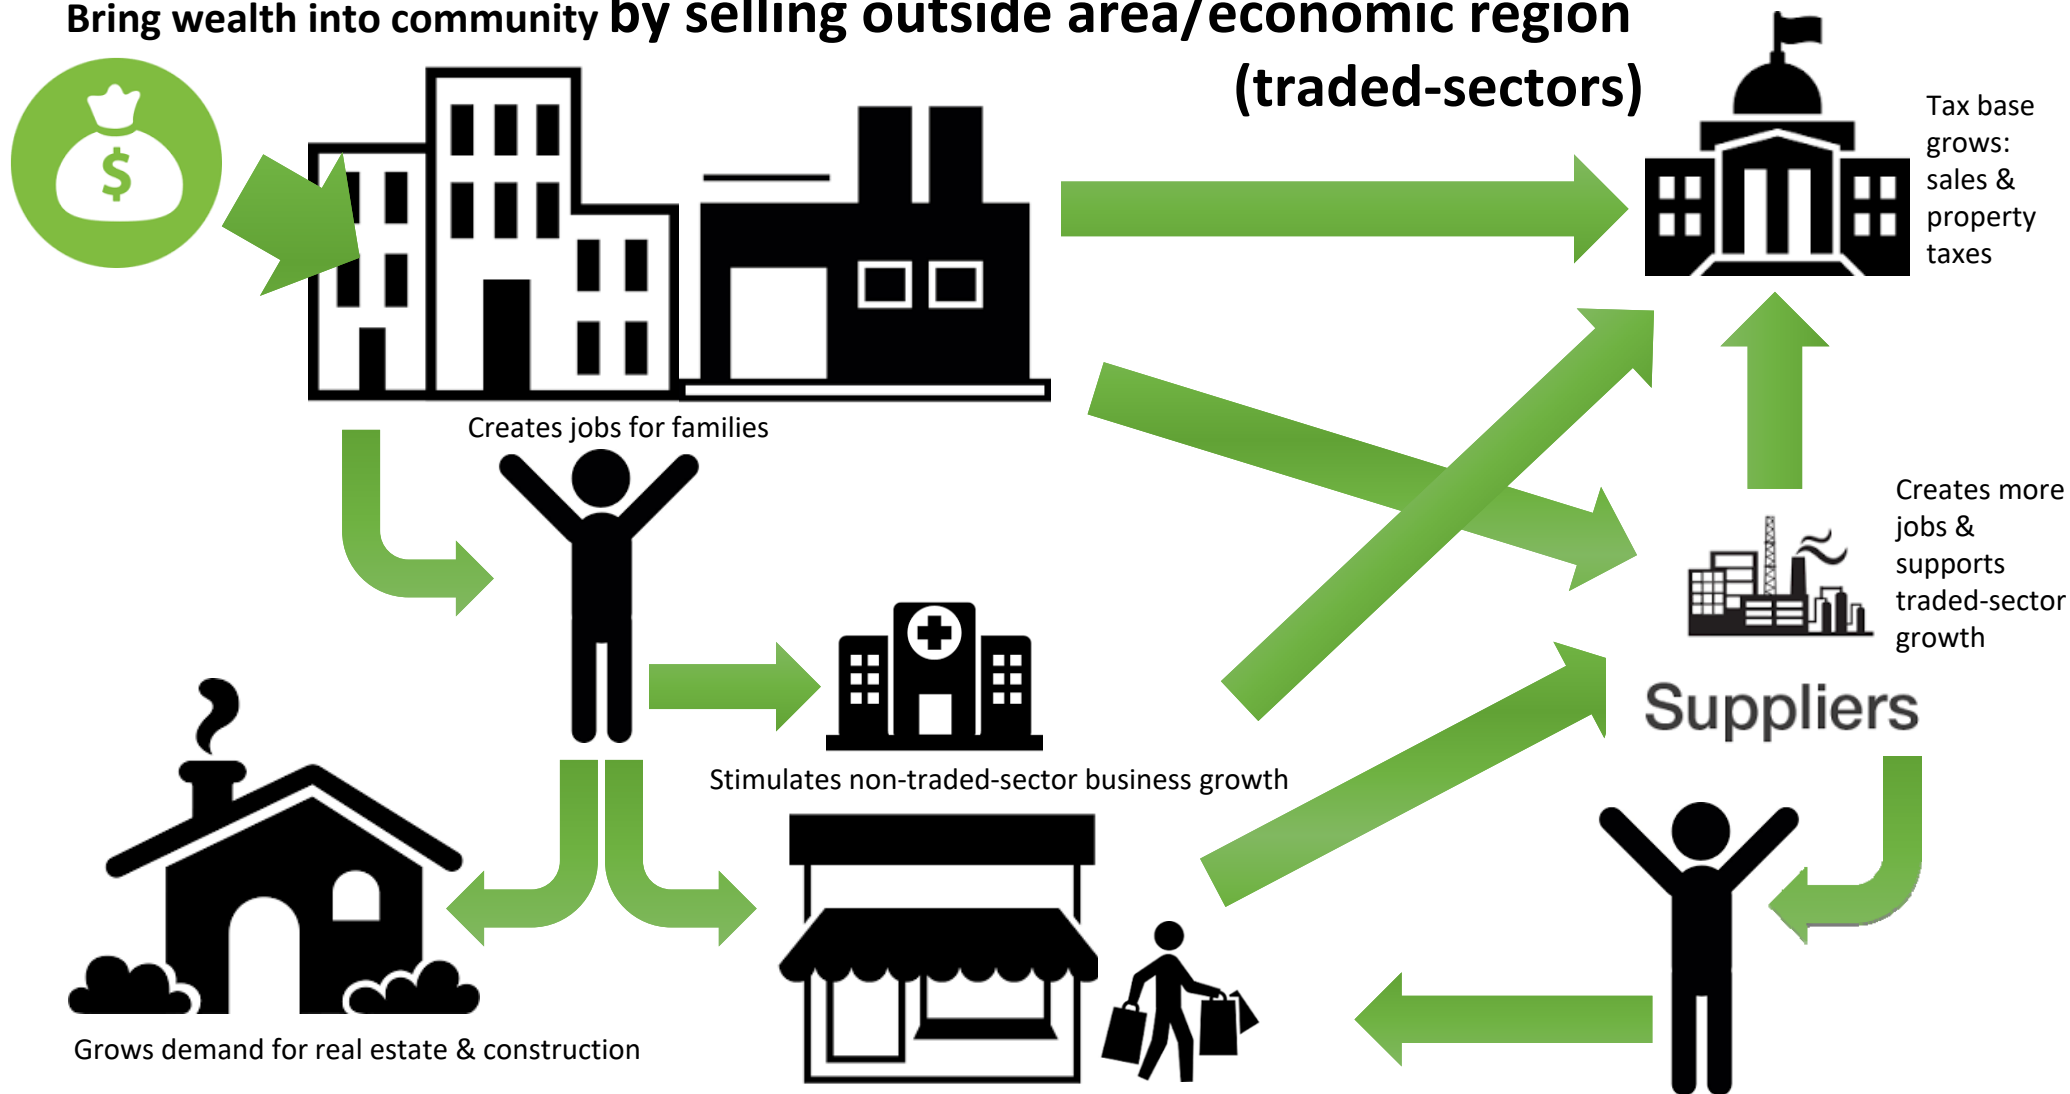 Bring wealth into community by selling outside area/economic region
(traded-sectors)
$
Tax base
grows:
sales &
property
taxes
Creates jobs for families
Creates more
jobs &
supports
traded-sector
growth
Suppliers
Stimulates non-traded-sector business growth
Grows demand for real estate & construction